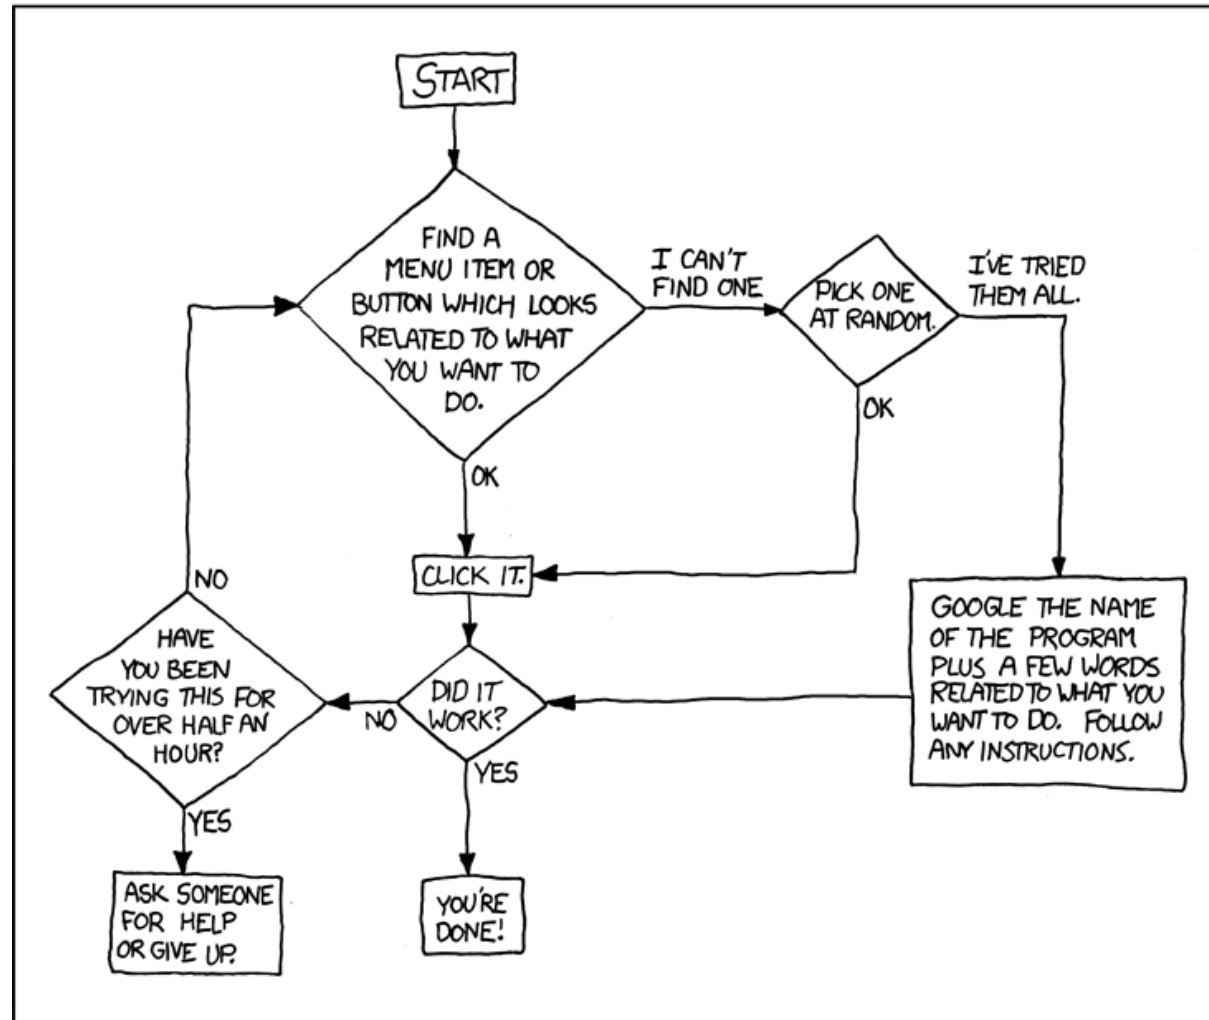 START
FIND A
MENU ITEM OR
BUTTON WHICH LOOKS
RELATED TO WHAT
YOU WANT TO
DO.
I CAN'T
FIND ONE
PICK ONE
AT RANDOM.
I'VE TRIED
THEM ALL.
OK
OK
CLICK IT.
NO
HAVE
YOU BEEN
TRYING THIS FOR
OVER HALF AN
HOUR?
NO
DID IT
WORK?
GOOGLE THE NAME
OF THE PROGRAM
PLUS A FEW WORDS
RELATED TO WHAT YOU
WANT TO DO. FOLLOW
ANY INSTRUCTIONS.
YES
YES
ASK SOMEONE
FOR HELP
OR GIVE UP.
YOU'RE
DONE!